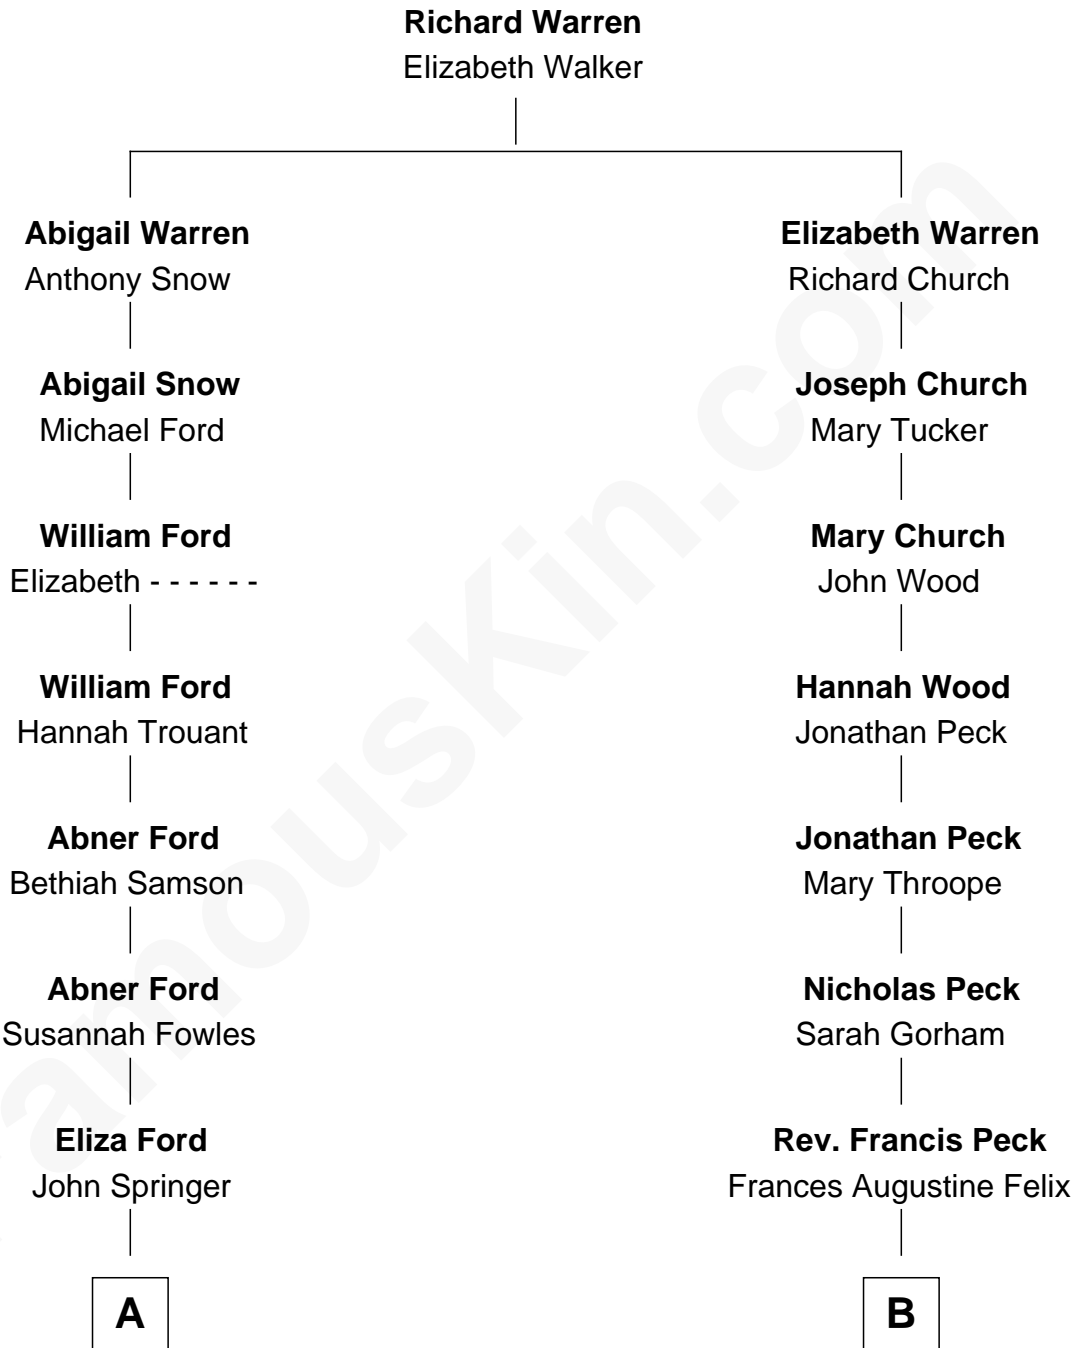 Richard Warren
Elizabeth Walker
Abigail Warren
Anthony Snow
Elizabeth Warren
Richard Church
Abigail Snow
Michael Ford
Joseph Church
Mary Tucker
William Ford
Elizabeth - - - - - -
Mary Church
John Wood
William Ford
Hannah Trouant
Hannah Wood
Jonathan Peck
Abner Ford
Bethiah Samson
Jonathan Peck
Mary Throope
Abner Ford
Susannah Fowles
Nicholas Peck
Sarah Gorham
Eliza Ford
John Springer
Rev. Francis Peck
Frances Augustine Felix
A
B
amouskin.com